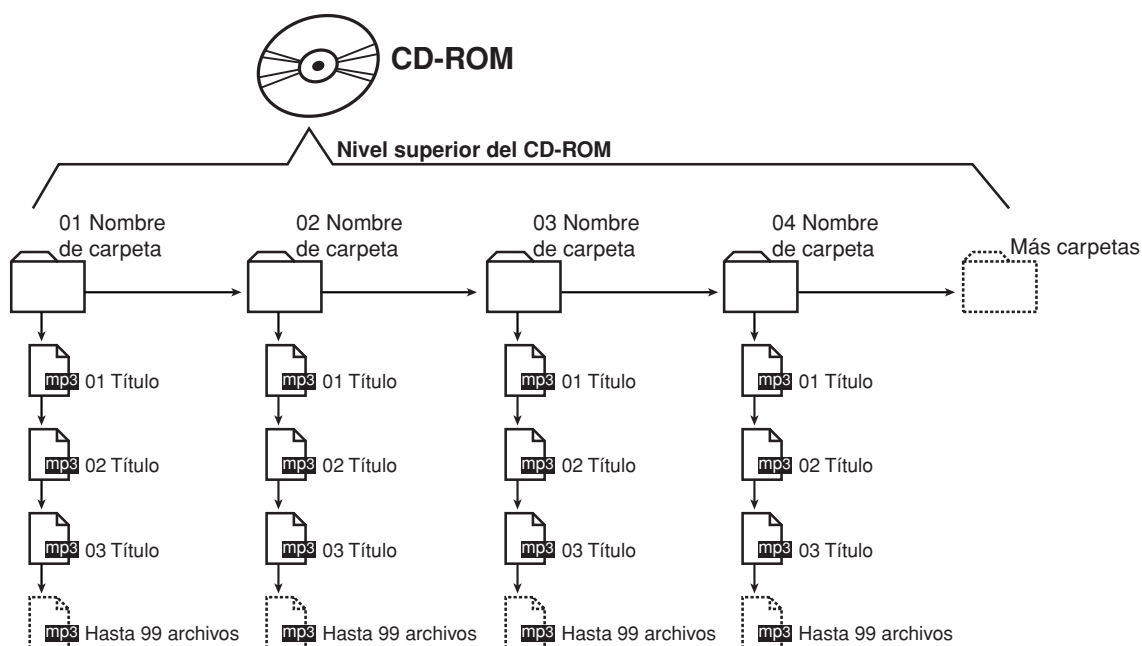 CD-ROM
Nivel superior del CD-ROM
01 Nombre
de carpeta
02 Nombre
de carpeta
03 Nombre
de carpeta
04 Nombre
de carpeta
Más carpetas
mp3 01 Título
mp3 01 Título
mp3 01 Título
mp3 01 Título
mp3 02 Título
mp3 02 Título
mp3 02 Título
mp3 02 Título
mp3 03 Título
mp3 03 Título
mp3 03 Título
mp3 03 Título
mp3 Hasta 99 archivos
mp3 Hasta 99 archivos
mp3 Hasta 99 archivos
mp3 Hasta 99 archivos